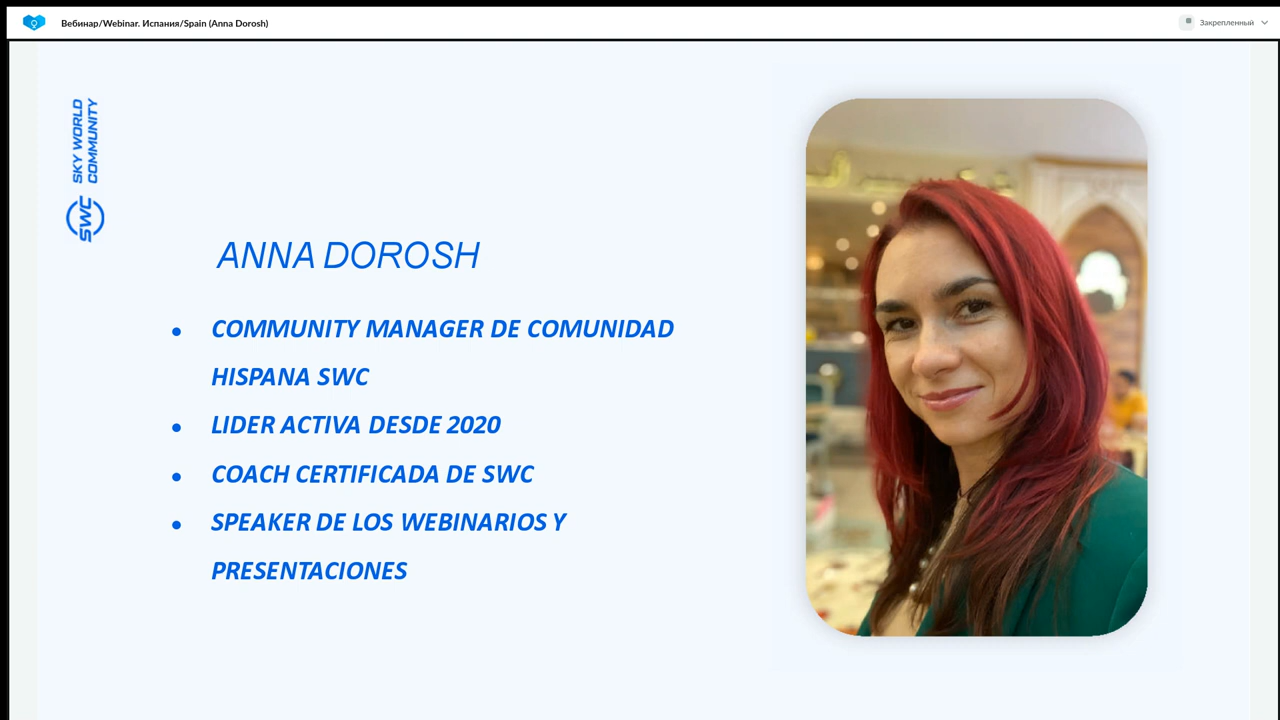 Вебинар/Webinar. Испания/Spain (Anna Dorosh)
Закрепленный
SKY WORLD
COMMUNITY
SWC
ANNA DOROSH
• COMMUNITY MANAGER DE COMUNIDAD
HISPANA SWC
• LIDER ACTIVA DESDE 2020
• COACH CERTIFICADA DE SWC
• SPEAKER DE LOS WEBINARIOS Y
PRESENTACIONES